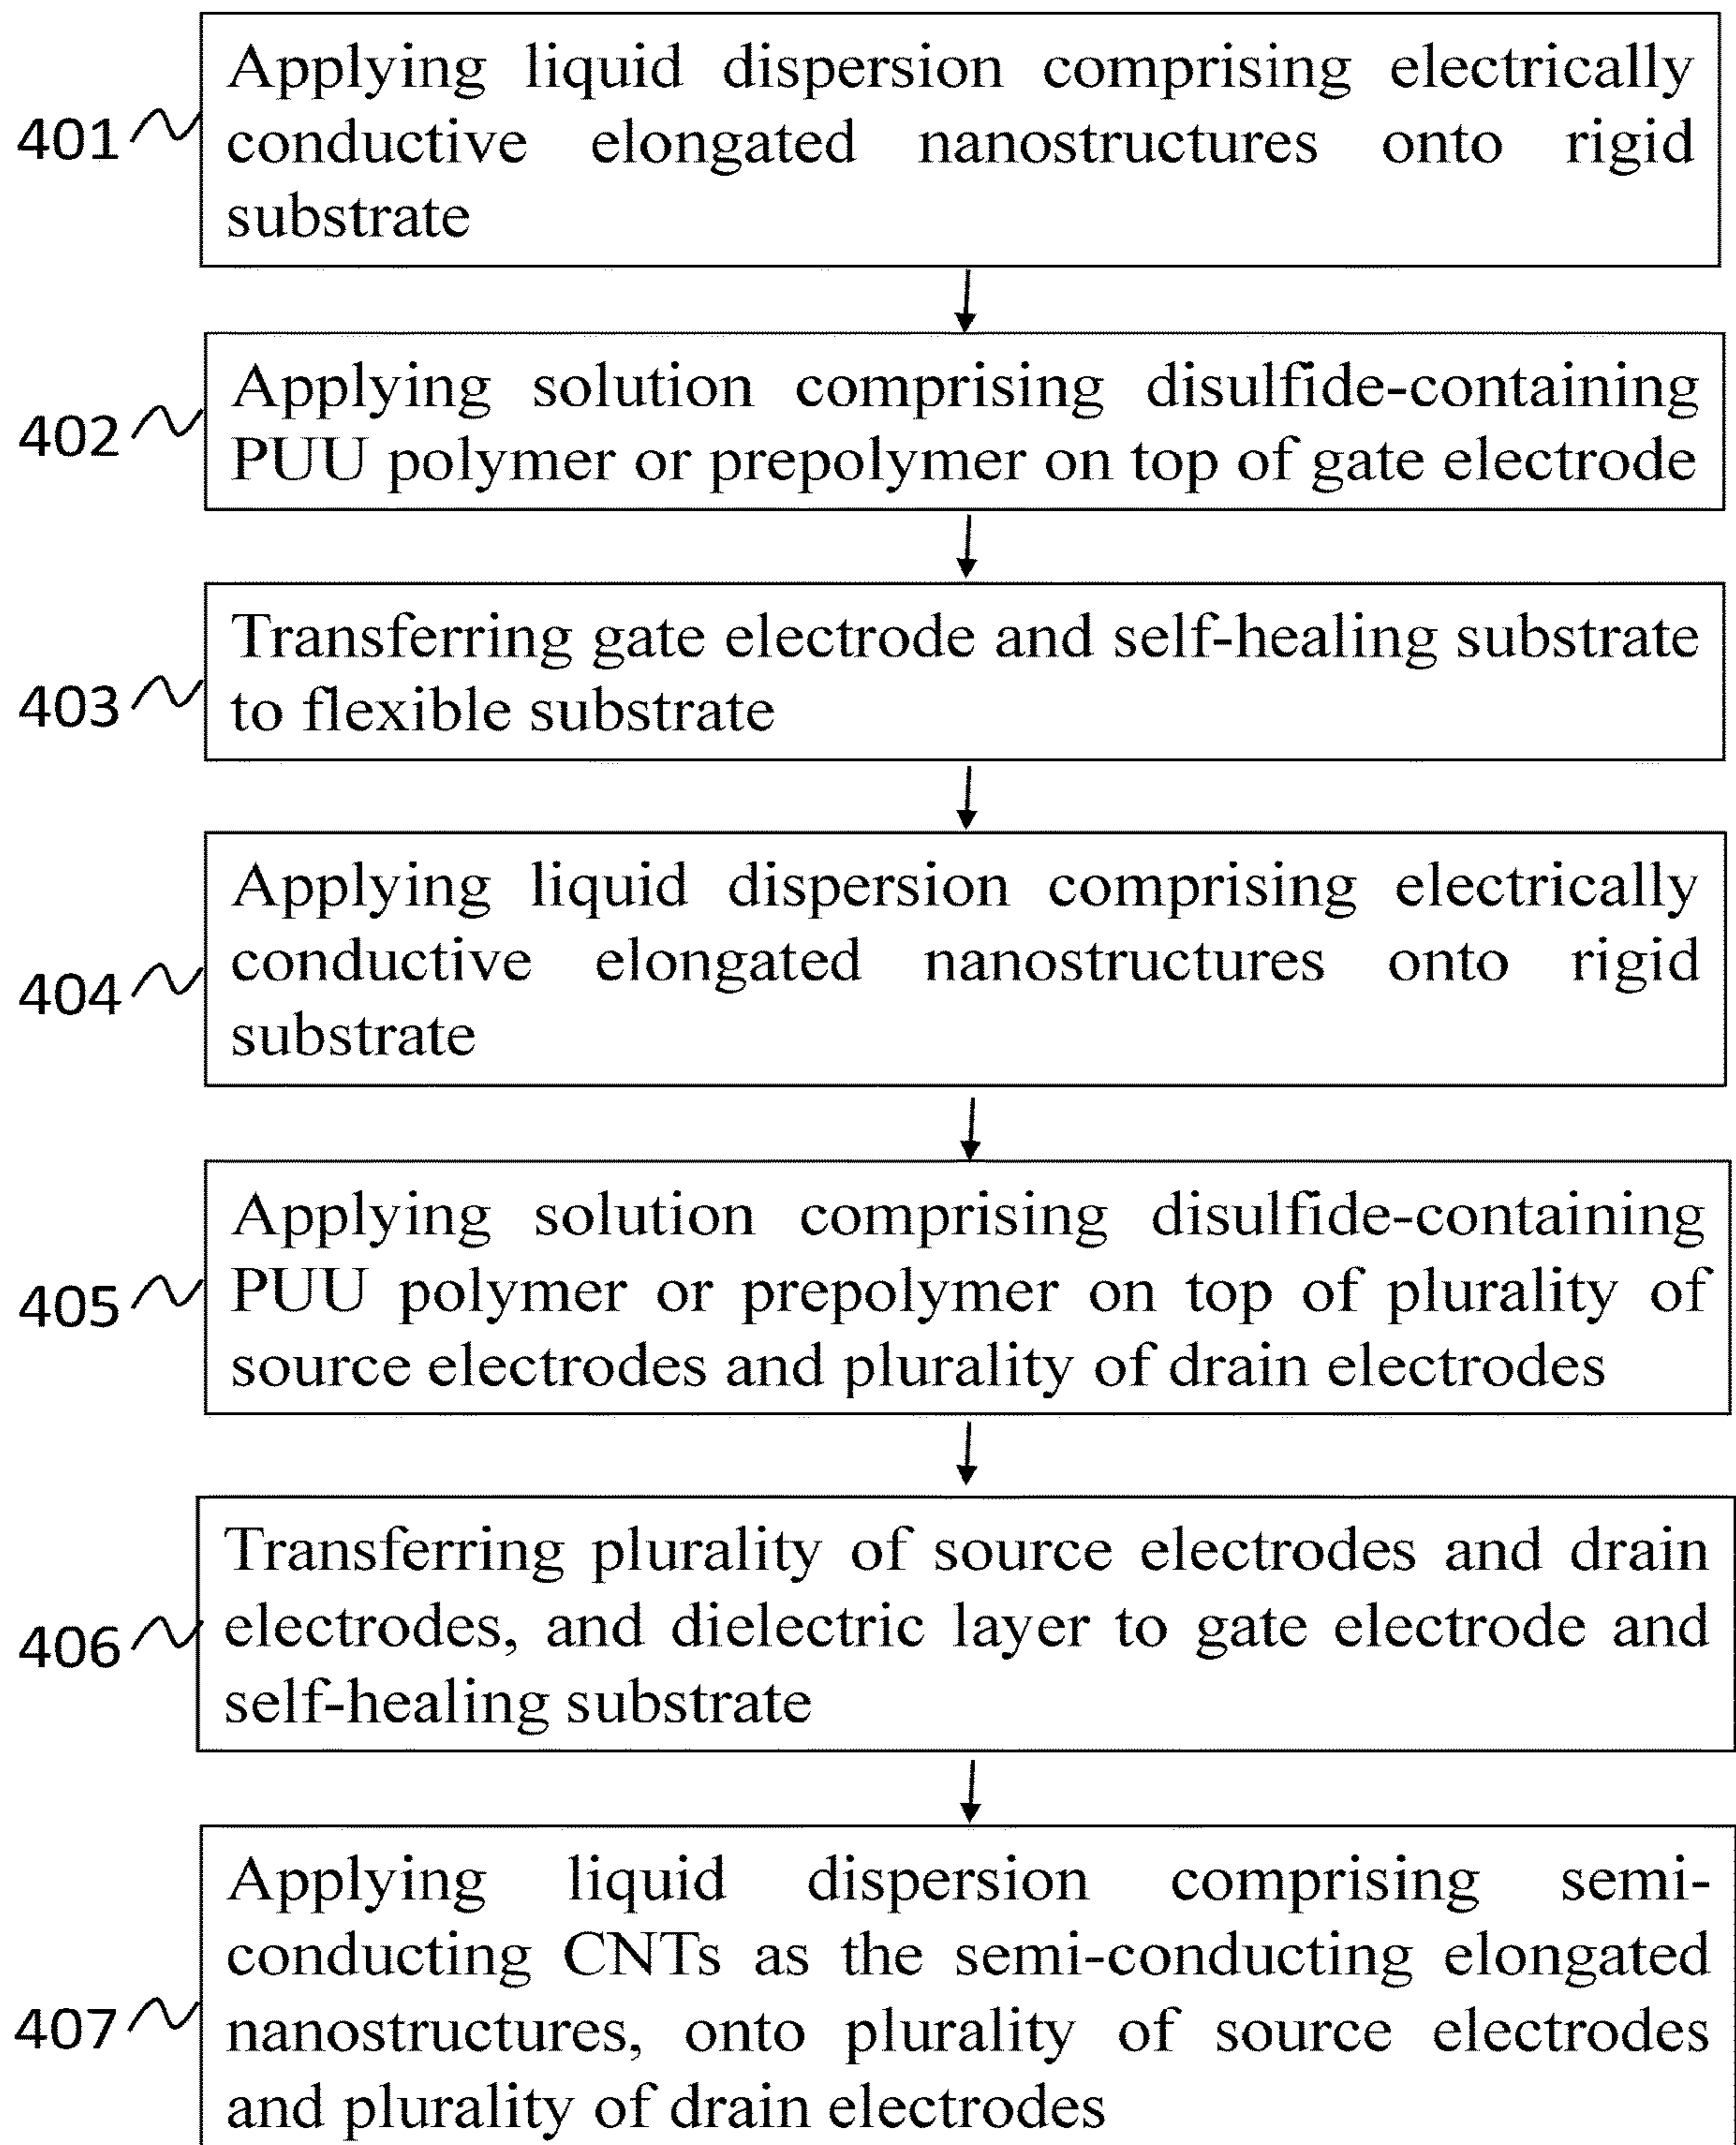 Applying liquid dispersion comprising electrically
401 conductive elongated nanostructures onto rigid
substrate
Applying solution comprising disulfide-containing
402 PUU polymer or prepolymer on top of gate electrode
Transferring gate electrode and self-healing substrate
403 to flexible substrate
Applying liquid dispersion comprising electrically
404 conductive elongated nanostructures onto rigid
substrate
Applying solution comprising disulfide-containing
405 PUU polymer or prepolymer on top of plurality of
source electrodes and plurality of drain electrodes
Transferring plurality of source electrodes and drain
406 electrodes, and dielectric layer to gate electrode and
self-healing substrate
Applying liquid dispersion comprising semi-
conducting CNTs as the semi-conducting elongated
407 nanostructures, onto plurality of source electrodes
and plurality of drain electrodes